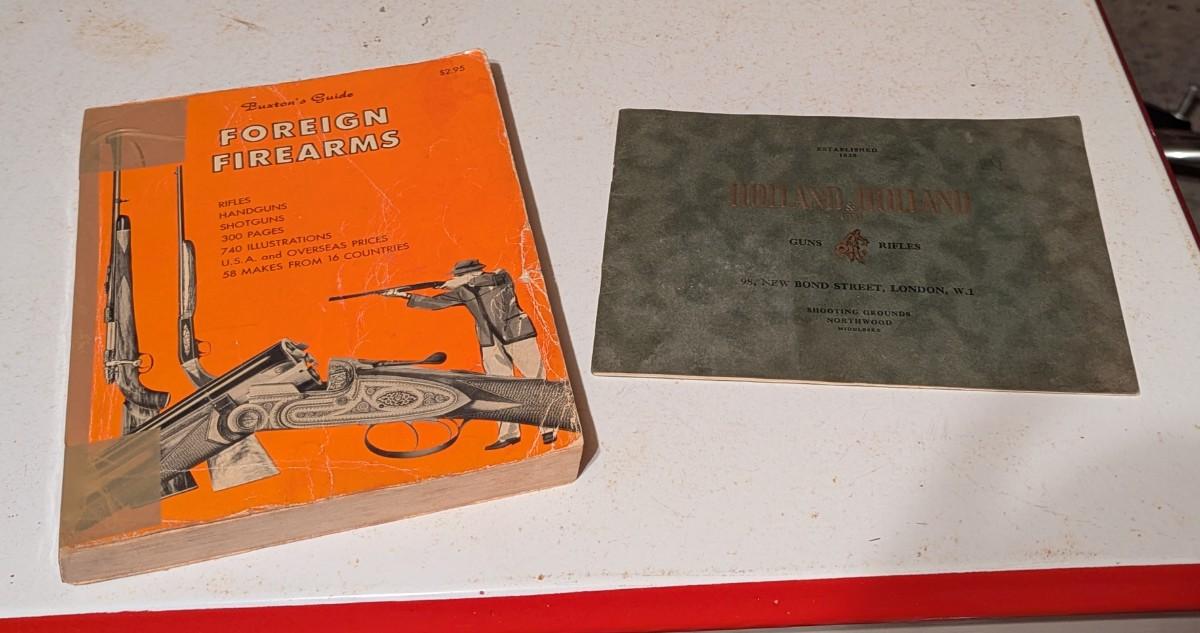 $2.95
Buxton's Guide
FOREIGN
FIREARMS
RIFLES
HANDGUNS
SHOTGUNS
300 PAGES
740 ILLUSTRATIONS
U.S.A. and OVERSEAS PRICES
58 MAKES FROM 16 COUNTRIES
ESTABLISHED
1835
HOLLAND & HOLLAND
GUNS RIFLES
98, NEW BOND STREET, LONDON, W.1
SHOOTING GROUNDS
NORTHWOOD
MIDDLESEX